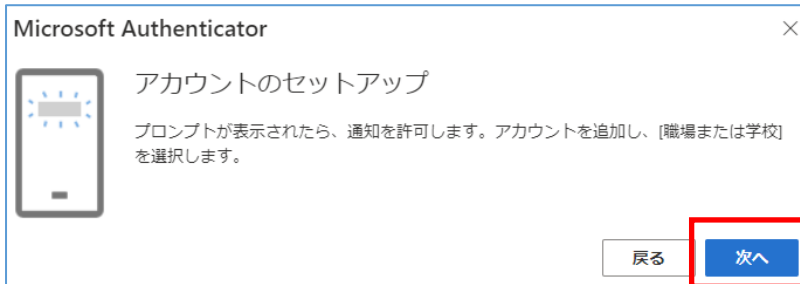 Microsoft Authenticator
アカウントのセットアップ
プロンプトが表示されたら、通知を許可します。アカウントを追加し、[職場または学校]
を選択します。
戻る
次へ